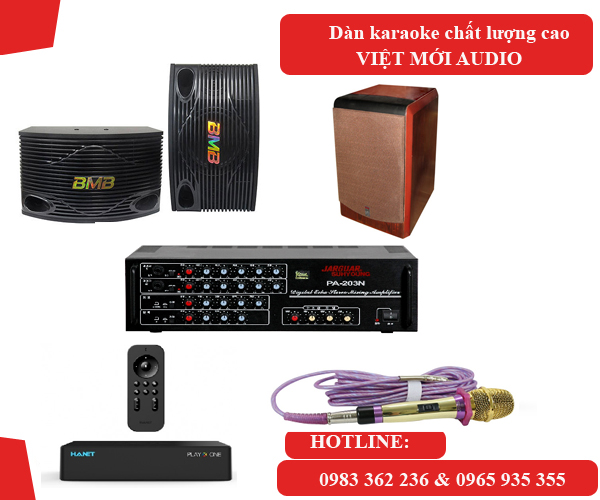 Dàn karaoke chất lượng cao
VIỆT MỚI AUDIO
BMB
BMB
JARGUAR
SUHYOUNG
PA-203N
Digital Echo Stereo Mixing Amplifier
HANET
PLAY X ONE
HOTLINE:
0983 362 236 & 0965 935 355